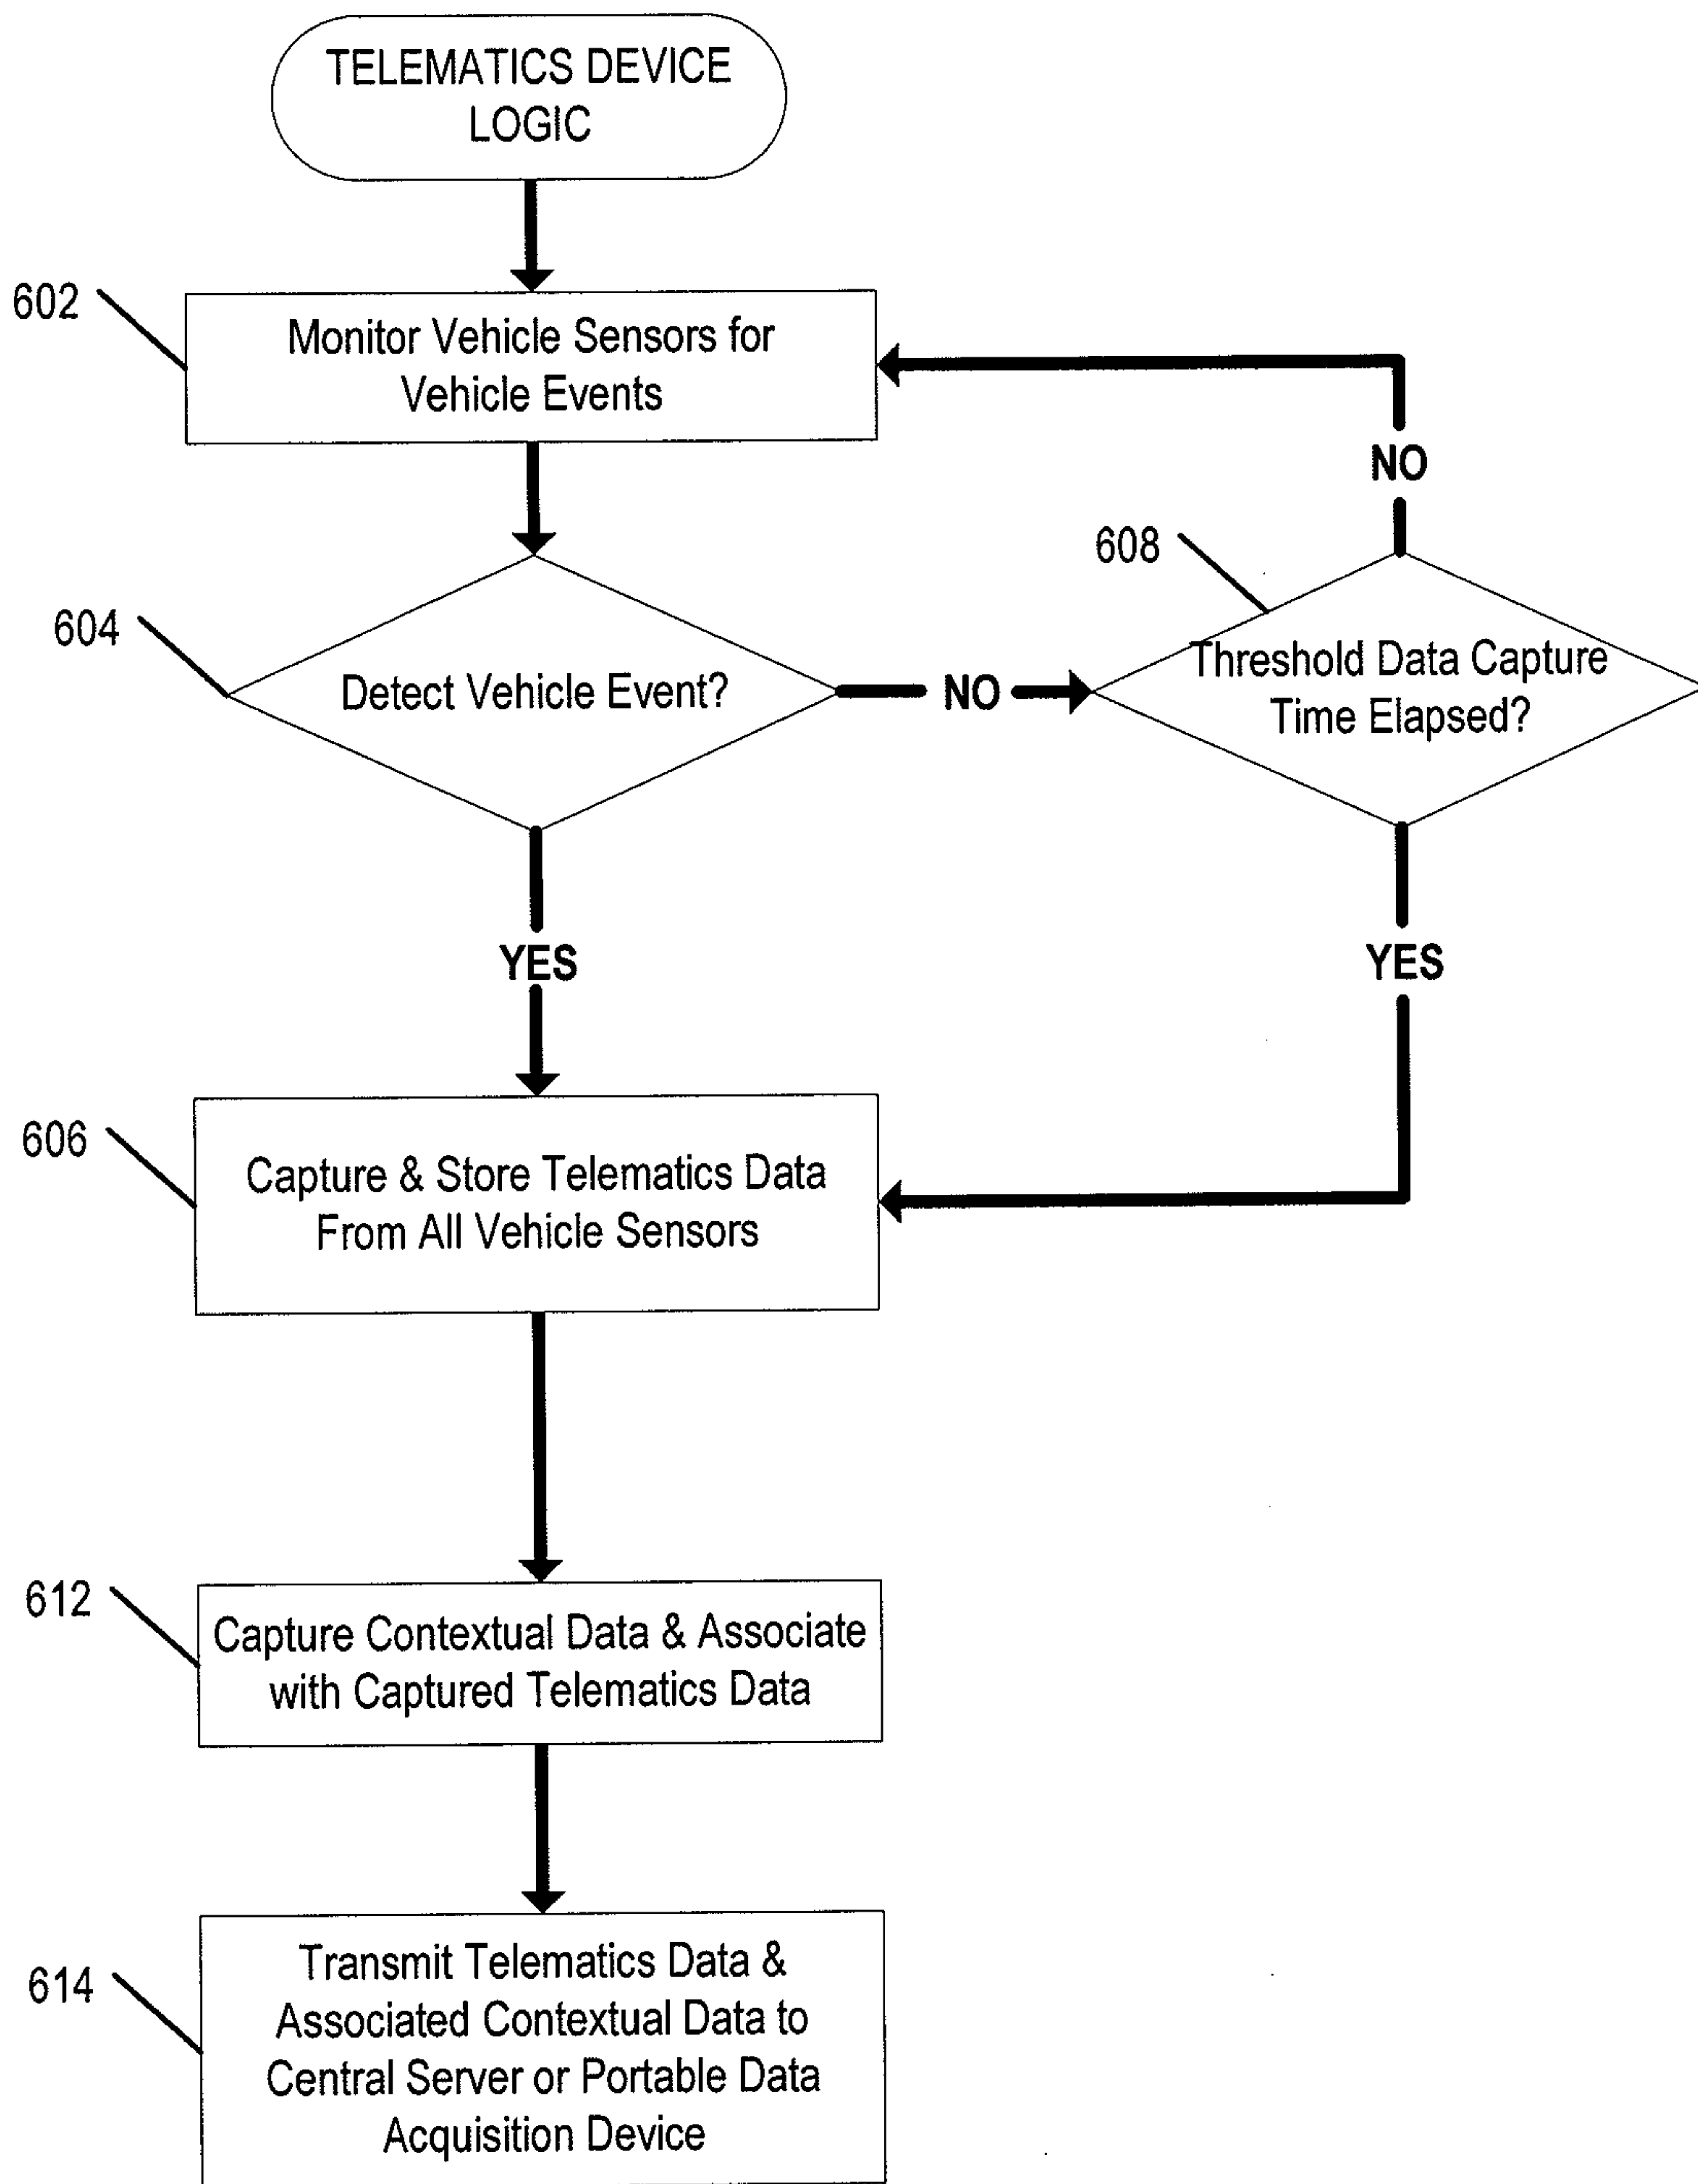 TELEMATICS DEVICE
LOGIC
602
Monitor Vehicle Sensors for
Vehicle Events
NO
608
604
Detect Vehicle Event?
NO
Threshold Data Capture
Time Elapsed?
YES
YES
606
Capture & Store Telematics Data
From All Vehicle Sensors
612
Capture Contextual Data & Associate
with Captured Telematics Data
614
Transmit Telematics Data &
Associated Contextual Data to
Central Server or Portable Data
Acquisition Device